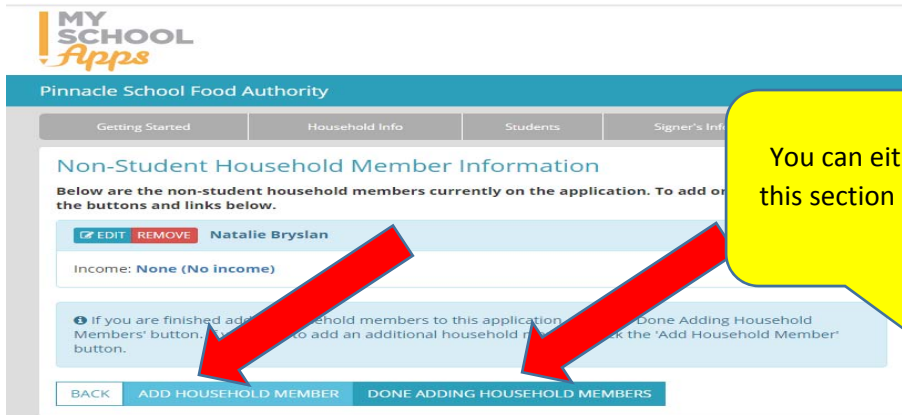 MY
SCHOOL
Apps
Pinnacle School Food Authority
Getting Started Household Info Students Signer's Inf
Non-Student Household Member Information
Below are the non-student household members currently on the application. To add or
the buttons and links below.
EDIT REMOVE Natalie Bryslan
Income: None (No income)
If you are finished add hold members to this application Done Adding Household
Members' button. to add an additional household k the 'Add Household Member'
button.
BACK ADD HOUSEHOLD MEMBER DONE ADDING HOUSEHOLD MEMBERS
You can eit
this section